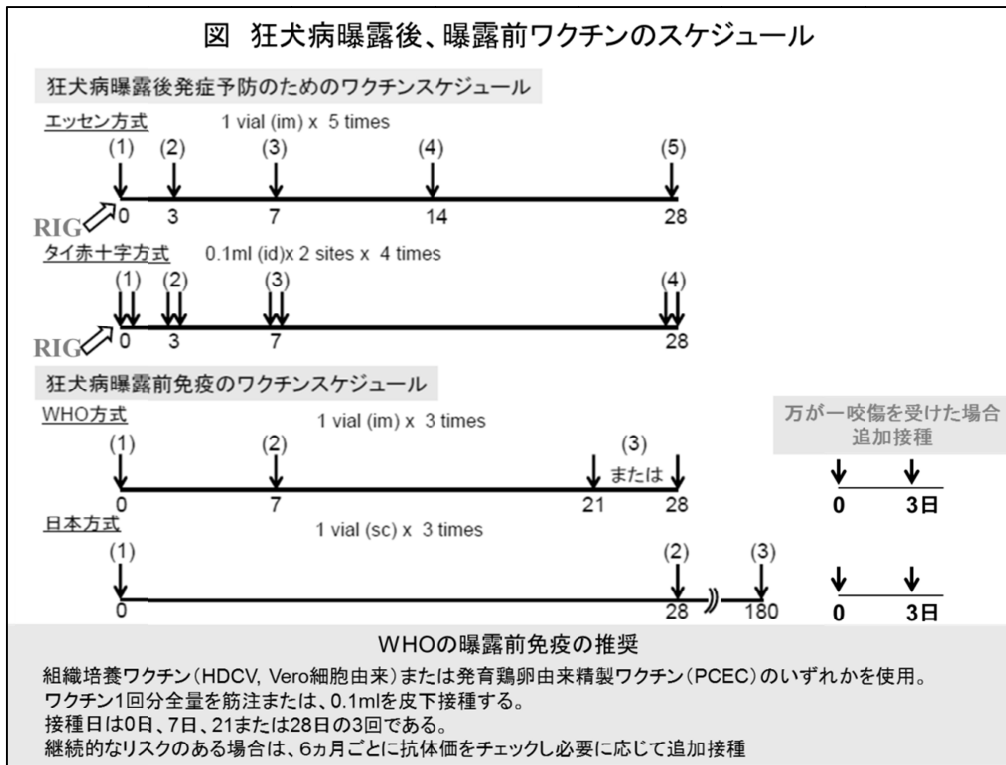 図 狂犬病曝露後、曝露前ワクチンのスケジュール
狂犬病曝露後発症予防のためのワクチンスケジュール
エッセン方式 1 vial (im) x 5 times
(1) (2) (3) (4) (5)
RIG 0 3 7 14 28
タイ赤十字方式 0.1ml (id)x 2 sites x 4 times
(1) (2) (3) (4)
RIG 0 3 7 28
狂犬病曝露前免疫のワクチンスケジュール
WHO方式 1 vial (im) x 3 times
(1) (2) (3)
または
0 7 21 28
万が一咬傷を受けた場合
追加接種
0 3日
日本方式 1 vial (sc) x 3 times
(1) (2) (3)
0 28 180
0 3日
WHOの曝露前免疫の推奨
組織培養ワクチン(HDCV, Vero細胞由来)または発育鶏卵由来精製ワクチン(PCEC)のいずれかを使用。
ワクチン1回分全量を筋注または、0.1mlを皮下接種する。
接種日は0日、7日、21または28日の3回である。
継続的なリスクのある場合は、6ヵ月ごとに抗体価をチェックし必要に応じて追加接種